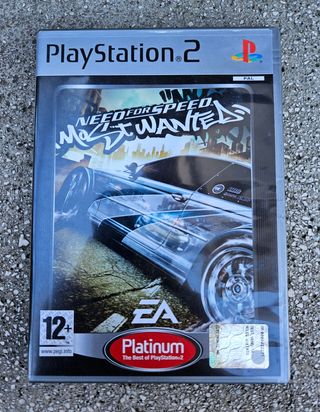 PlayStation®2
PAL
NEED FOR SPEED
MOST WANTED
EA
12+
www.pegi.info
Platinum
The Best of PlayStation®2